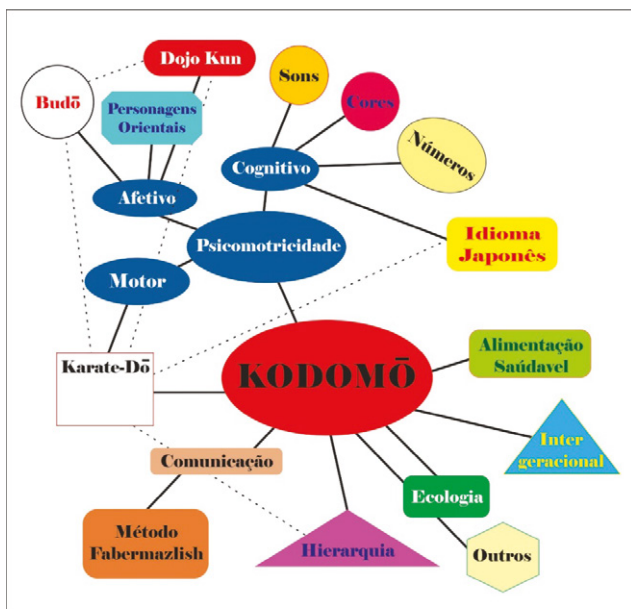 Dojo Kun
Sons
Budō
Personagens
Orientais
Cores
Números
Cognitivo
Afetivo
Psicomotricidade
Idioma
Japonês
Motor
Karate-Dō
KODOMŌ
Alimentação
Saúdavel
Inter
geracional
Comunicação
Ecologia
Método
Fabermazlish
Hierarquia
Outros